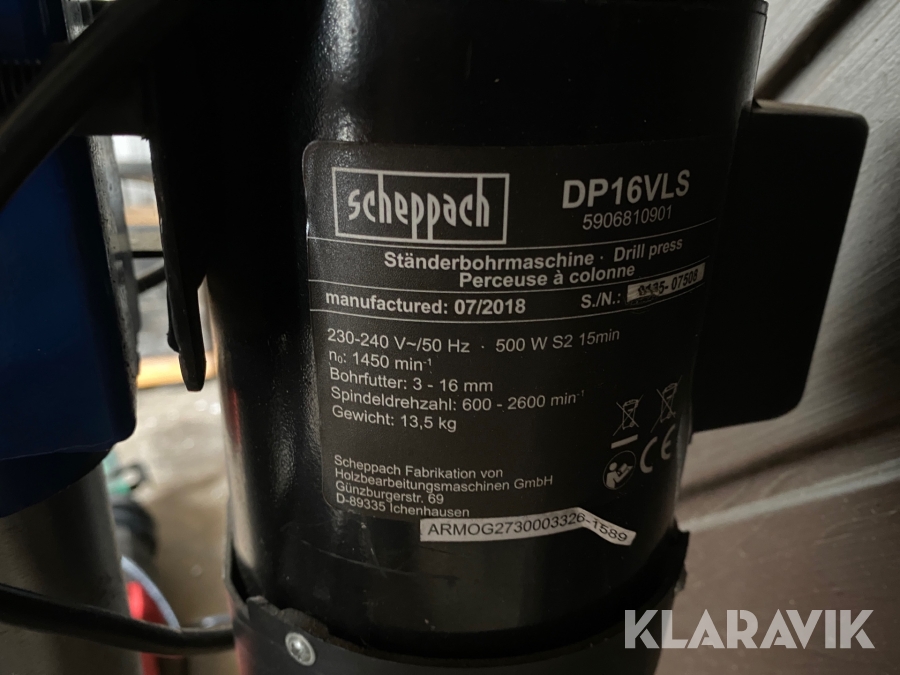 scheppach
DP16VLS
5906810901
Ständerbohrmaschine · Drill press
Perceuse à colonne
manufactured: 07/2018 S./N.: 07508
230-240 V~/50 Hz · 500 W S2 15min
n₀: 1450 min⁻¹
Bohrfutter: 3 - 16 mm
Spindeldrehzahl: 600 - 2600 min⁻¹
Gewicht: 13,5 kg
CE
Scheppach Fabrikation von
Holzbearbeitungsmaschinen GmbH
Günzburgerstr. 69
D-89335 Ichenhausen
ARMOG2730003326-1589
KLARAVIK